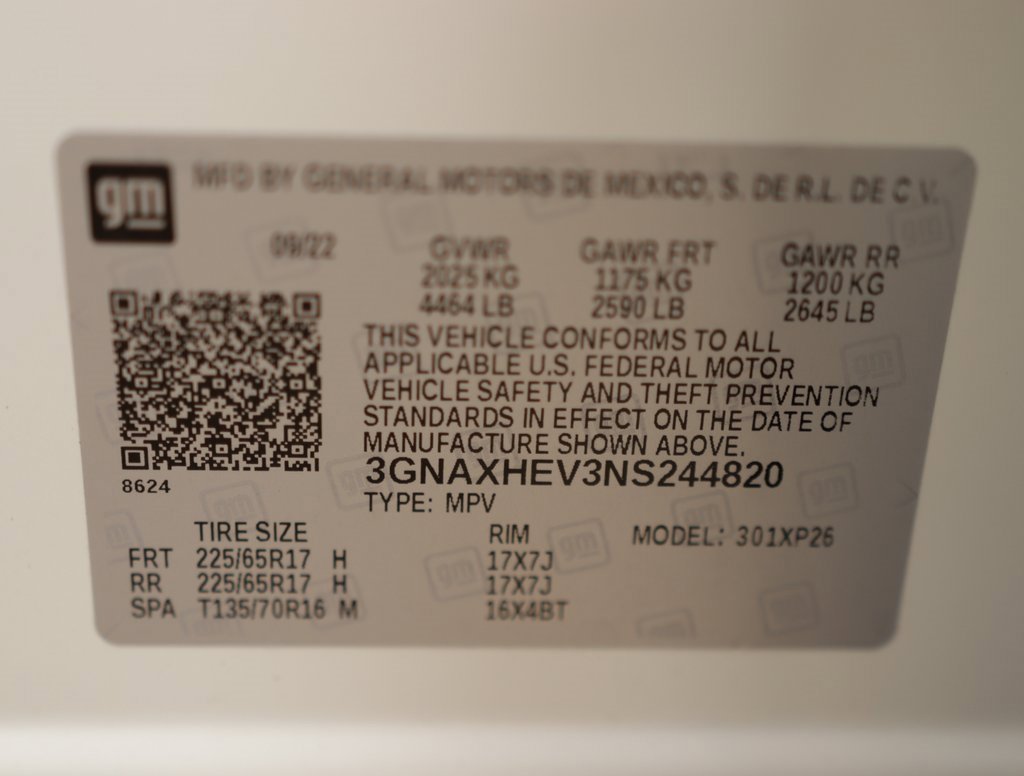 gm
MFD BY GENERAL MOTORS DE MEXICO, S. DE R.L. DE C.V.
09/22 GVWR GAWR FRT GAWR RR
2025 KG 1175 KG 1200 KG
4464 LB 2590 LB 2645 LB
THIS VEHICLE CONFORMS TO ALL
APPLICABLE U.S. FEDERAL MOTOR
VEHICLE SAFETY AND THEFT PREVENTION
STANDARDS IN EFFECT ON THE DATE OF
MANUFACTURE SHOWN ABOVE.
3GNAXHEV3NS244820
8624
TYPE: MPV
TIRE SIZE RIM MODEL: 301XP26
FRT 225/65R17 H 17X7J
RR 225/65R17 H 17X7J
SPA T135/70R16 M 16X4BT